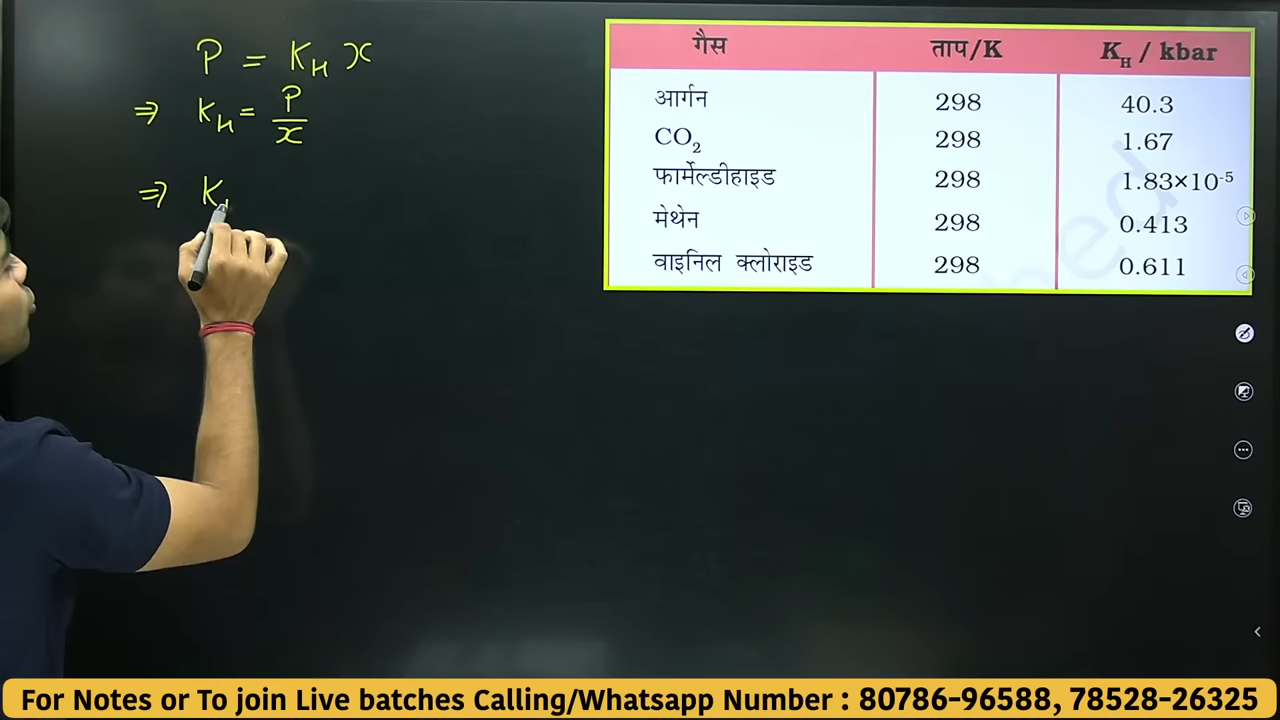 P = K_H x
⇒ K_H = P/x
⇒ K
गैस ताप/K K_H / kbar
आर्गन 298 40.3
CO₂ 298 1.67
फार्मेल्डीहाइड 298 1.83×10⁻⁵
मेथेन 298 0.413
वाइनिल क्लोराइड 298 0.611
For Notes or To join Live batches Calling/Whatsapp Number : 80786-96588, 78528-26325